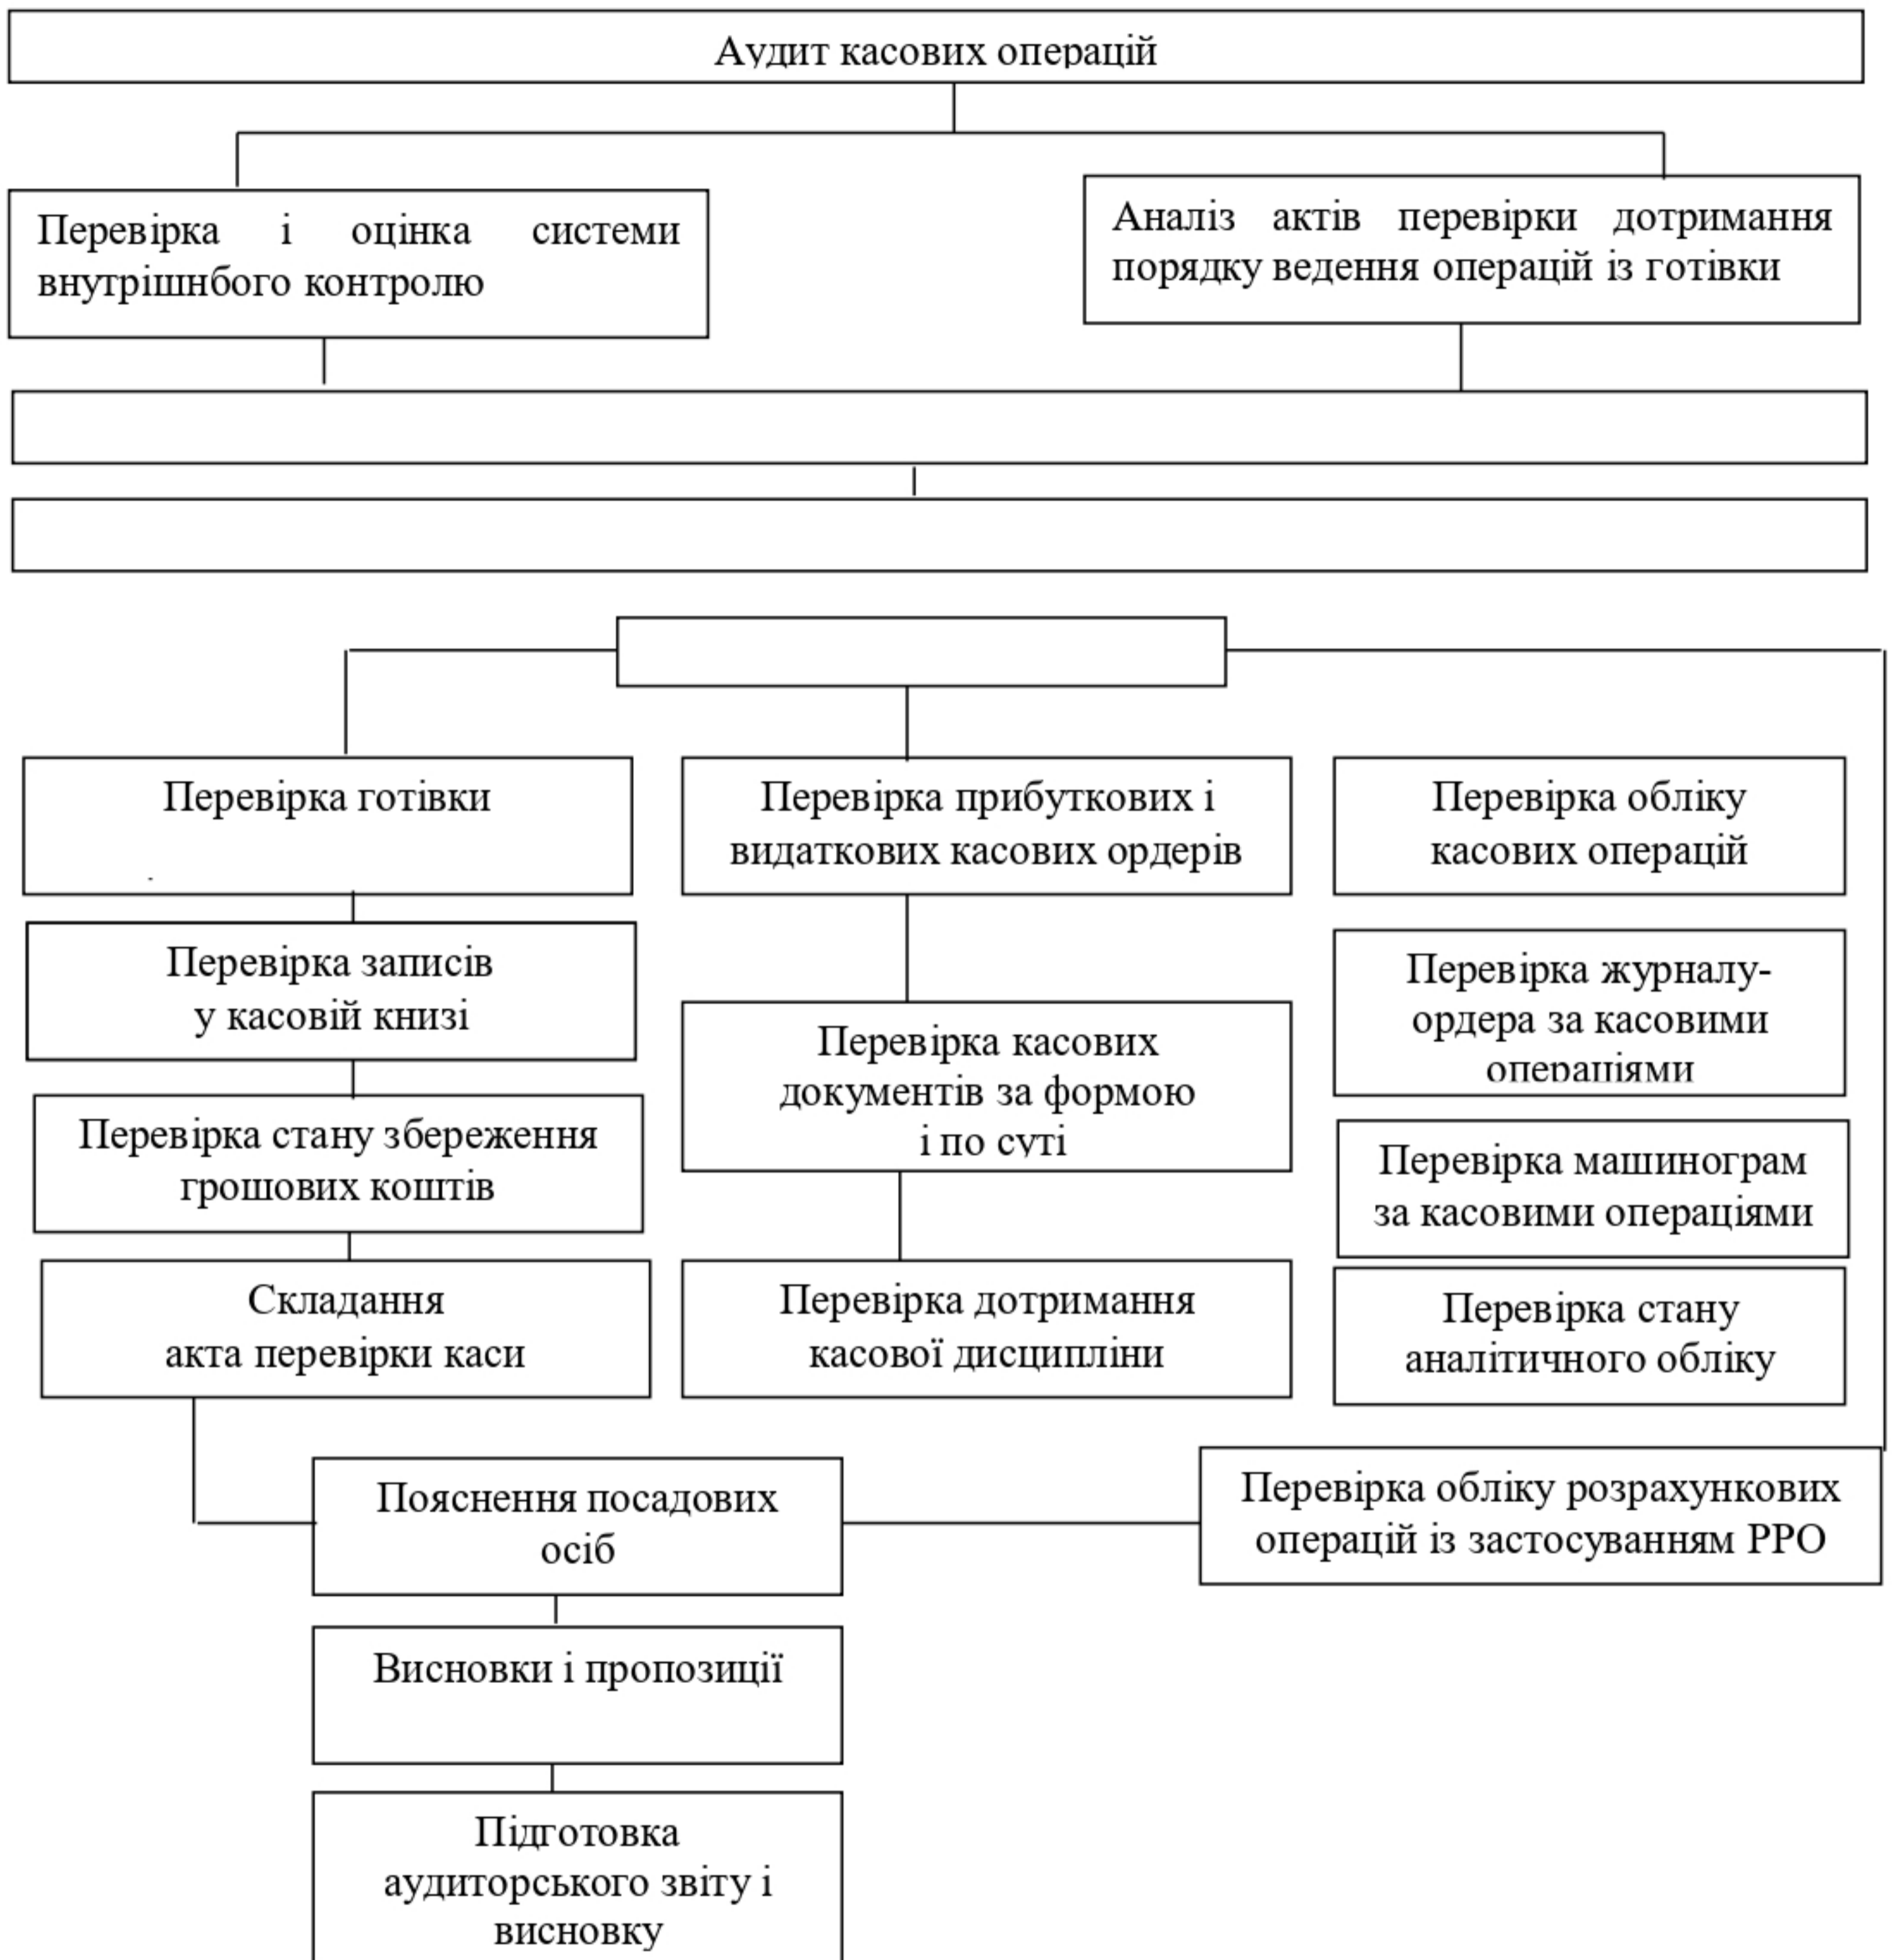 Аудит касових операцій
Перевірка і оцінка системи
внутрішнбого контролю
Аналіз актів перевірки дотримання
порядку ведення операцій із готівки
Перевірка готівки
Перевірка прибуткових і
видаткових касових ордерів
Перевірка обліку
касових операцій
Перевірка записів
у касовій книзі
Перевірка касових
документів за формою
і по суті
Перевірка журналу-
ордера за касовими
операціями
Перевірка стану збереження
грошових коштів
Перевірка машинограм
за касовими операціями
Складання
акта перевірки каси
Перевірка дотримання
касової дисципліни
Перевірка стану
аналітичного обліку
Пояснення посадових
осіб
Перевірка обліку розрахункових
операцій із застосуванням РРО
Висновки і пропозиції
Підготовка
аудиторського звіту і
висновку